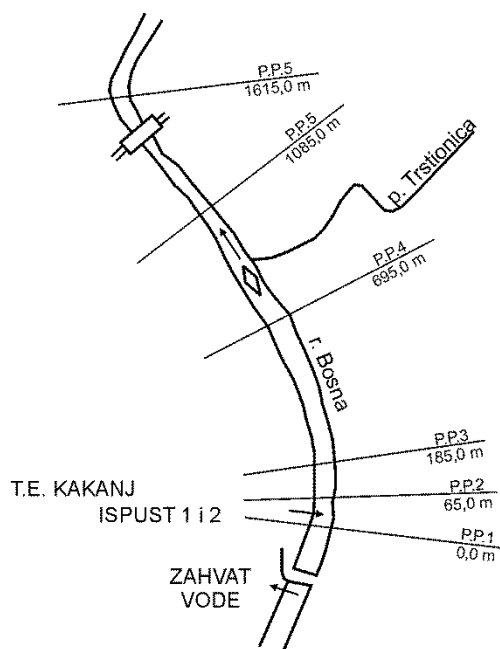 P.P.5
1615,0 m
P.P.5
1085,0 m
p. Trstionica
P.P.4
695,0 m
r. Bosna
P.P.3
185,0 m
T.E. KAKANJ
ISPUST 1 i 2
P.P.2
65,0 m
P.P.1
0,0 m
ZAHVAT
VODE